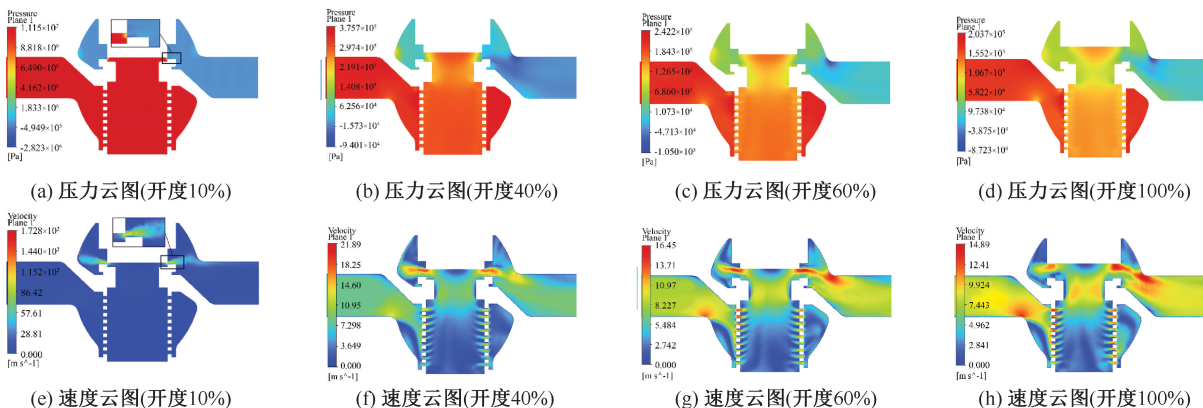 Pressure
Plane 1
1.115×10⁷
8.818×10⁶
6.490×10⁶
4.162×10⁶
1.833×10⁶
-4.949×10⁵
-2.823×10⁶
[Pa]
(a) 压力云图(开度10%)
Pressure
Plane 1
3.757×10⁵
2.974×10⁵
2.191×10⁵
1.408×10⁵
6.256×10⁴
-1.573×10⁴
-9.401×10⁴
[Pa]
(b) 压力云图(开度40%)
Pressure
Plane 1
2.422×10⁵
1.843×10⁵
1.265×10⁵
6.860×10⁴
1.073×10⁴
-4.713×10⁴
-1.050×10⁵
[Pa]
(c) 压力云图(开度60%)
Pressure
Plane 1
2.037×10⁵
1.552×10⁵
1.067×10⁵
5.822×10⁴
9.738×10³
-3.875×10⁴
-8.723×10⁴
[Pa]
(d) 压力云图(开度100%)
Velocity
Plane 1
1.728×10²
1.440×10²
1.152×10²
86.42
57.61
28.81
0.000
[m s^-1]
(e) 速度云图(开度10%)
Velocity
Plane 1
21.89
18.25
14.60
10.95
7.298
3.649
0.000
[m s^-1]
(f) 速度云图(开度40%)
Velocity
Plane 1
16.45
13.71
10.97
8.227
5.484
2.742
0.000
[m s^-1]
(g) 速度云图(开度60%)
Velocity
Plane 1
14.89
12.41
9.924
7.443
4.962
2.481
0.000
[m s^-1]
(h) 速度云图(开度100%)